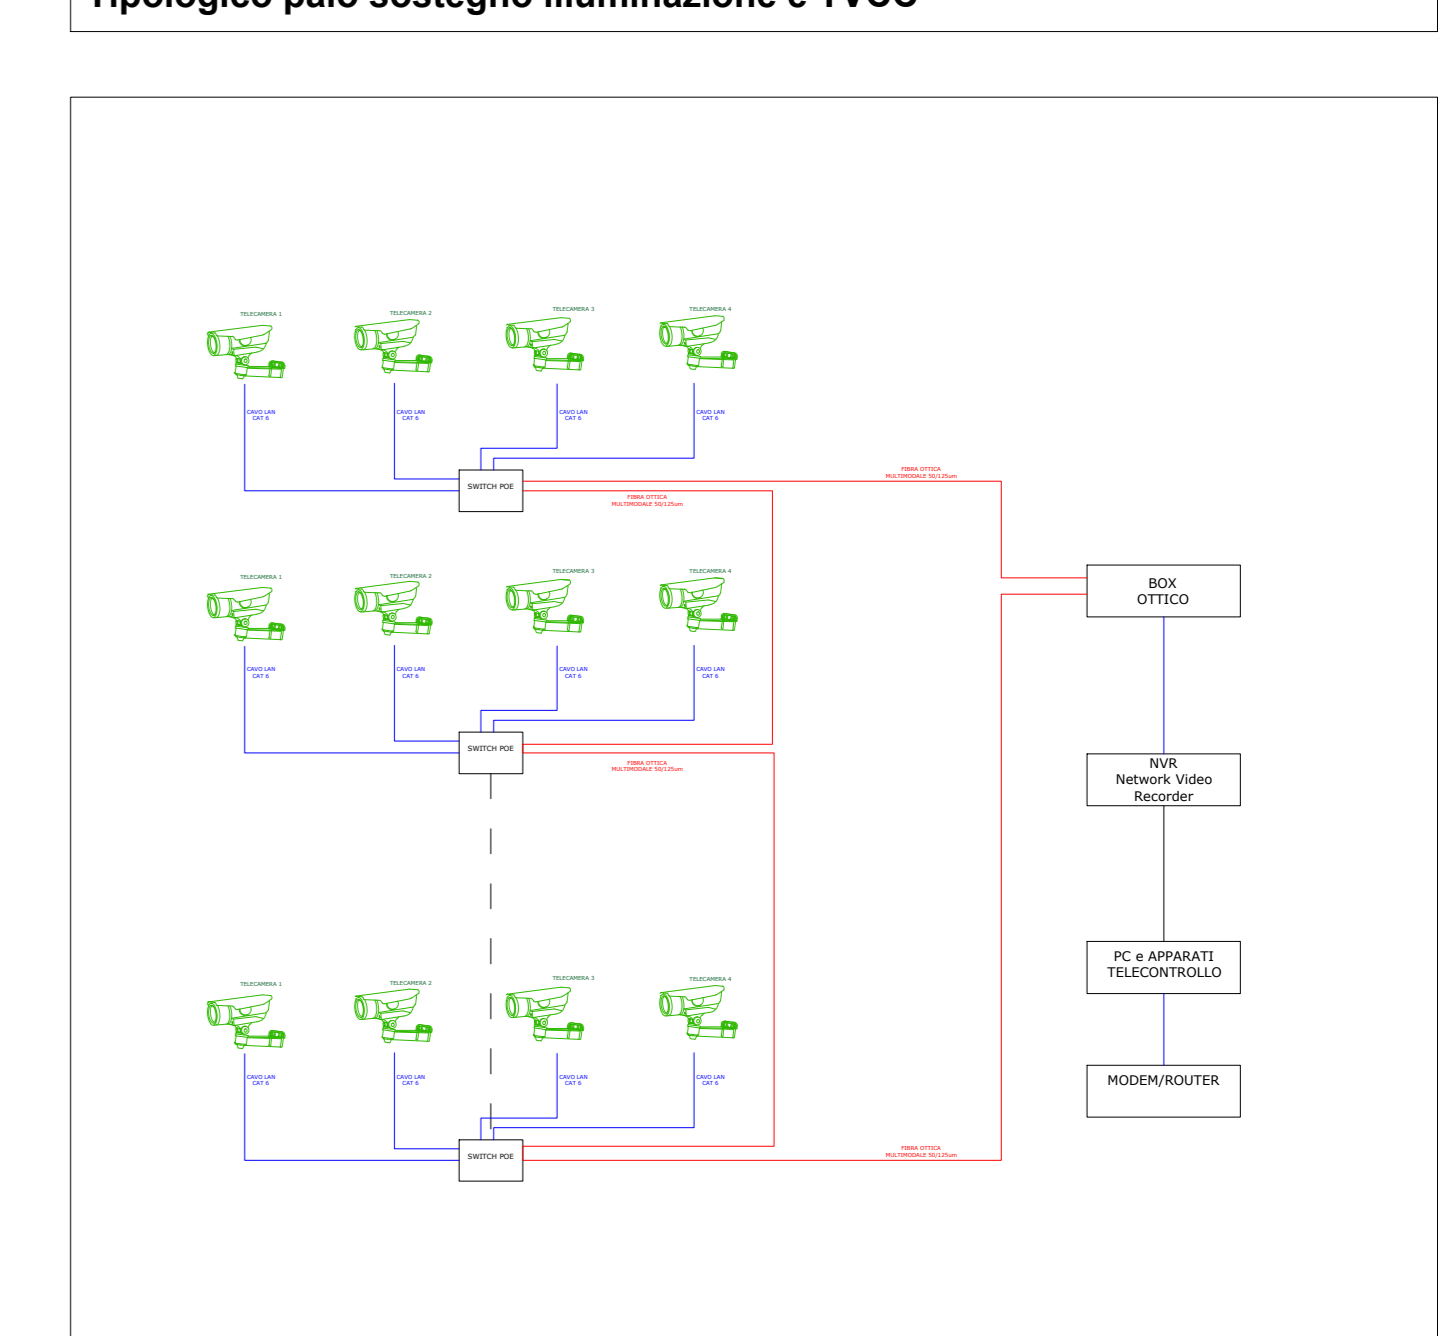 Tipologico palo sostegno illuminazione e TVCC
TELECAMERA 1
TELECAMERA 2
TELECAMERA 3
TELECAMERA 4
CAVO LAN
CAT 6
CAVO LAN
CAT 6
CAVO LAN
CAT 6
CAVO LAN
CAT 6
SWITCH POE
FIBRA OTTICA
MULTIMODALE 50/125um
FIBRA OTTICA
MULTIMODALE 50/125um
TELECAMERA 1
TELECAMERA 2
TELECAMERA 3
TELECAMERA 4
BOX
OTTICO
CAVO LAN
CAT 6
CAVO LAN
CAT 6
CAVO LAN
CAT 6
CAVO LAN
CAT 6
SWITCH POE
FIBRA OTTICA
MULTIMODALE 50/125um
NVR
Network Video
Recorder
PC e APPARATI
TELECONTROLLO
TELECAMERA 1
TELECAMERA 2
TELECAMERA 3
TELECAMERA 4
CAVO LAN
CAT 6
CAVO LAN
CAT 6
CAVO LAN
CAT 6
CAVO LAN
CAT 6
MODEM/ROUTER
SWITCH POE
FIBRA OTTICA
MULTIMODALE 50/125um